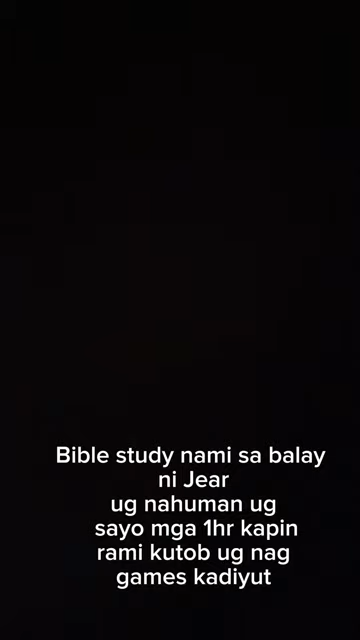 Bible study nami sa balay
ni Jear
ug nahuman ug
sayo mga 1hr kapin
rami kutob ug nag
games kadiyut